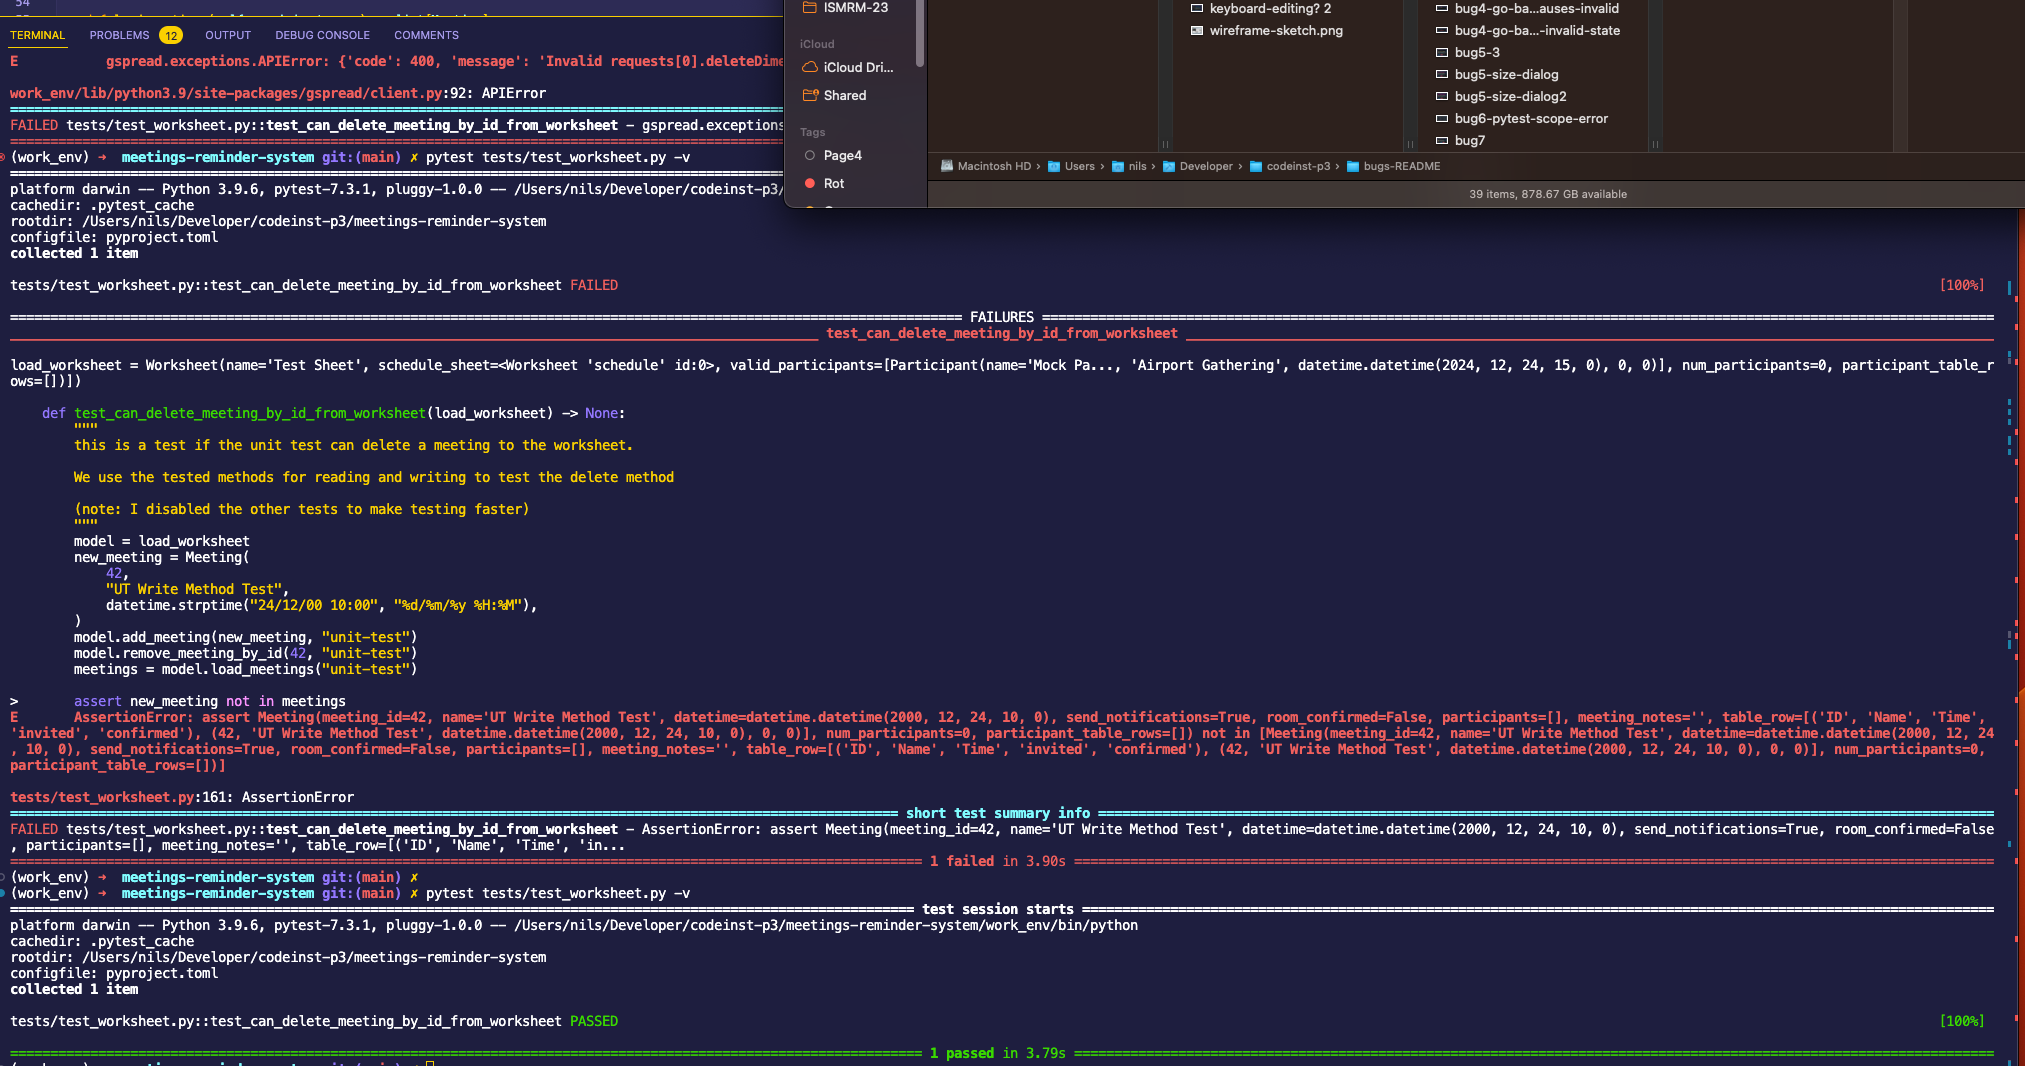 54
TERMINAL PROBLEMS 12 OUTPUT DEBUG CONSOLE COMMENTS
E gspread.exceptions.APIError: {'code': 400, 'message': 'Invalid requests[0].deleteDime
work_env/lib/python3.9/site-packages/gspread/client.py:92: APIError
FAILED tests/test_worksheet.py::test_can_delete_meeting_by_id_from_worksheet - gspread.exceptions
(work_env) ➜ meetings-reminder-system git:(main) ✗ pytest tests/test_worksheet.py -v
platform darwin -- Python 3.9.6, pytest-7.3.1, pluggy-1.0.0 -- /Users/nils/Developer/codeinst-p3/
cachedir: .pytest_cache
rootdir: /Users/nils/Developer/codeinst-p3/meetings-reminder-system
configfile: pyproject.toml
collected 1 item
tests/test_worksheet.py::test_can_delete_meeting_by_id_from_worksheet FAILED [100%]
FAILURES
test_can_delete_meeting_by_id_from_worksheet
load_worksheet = Worksheet(name='Test Sheet', schedule_sheet=<Worksheet 'schedule' id:0>, valid_participants=[Participant(name='Mock Pa..., 'Airport Gathering', datetime.datetime(2024, 12, 24, 15, 0), 0, 0)], num_participants=0, participant_table_r
ows=[])])
def test_can_delete_meeting_by_id_from_worksheet(load_worksheet) -> None:
"""
this is a test if the unit test can delete a meeting to the worksheet.
We use the tested methods for reading and writing to test the delete method
(note: I disabled the other tests to make testing faster)
"""
model = load_worksheet
new_meeting = Meeting(
42,
"UT Write Method Test",
datetime.strptime("24/12/00 10:00", "%d/%m/%y %H:%M"),
)
model.add_meeting(new_meeting, "unit-test")
model.remove_meeting_by_id(42, "unit-test")
meetings = model.load_meetings("unit-test")
> assert new_meeting not in meetings
E AssertionError: assert Meeting(meeting_id=42, name='UT Write Method Test', datetime=datetime.datetime(2000, 12, 24, 10, 0), send_notifications=True, room_confirmed=False, participants=[], meeting_notes='', table_row=[('ID', 'Name', 'Time',
'invited', 'confirmed'), (42, 'UT Write Method Test', datetime.datetime(2000, 12, 24, 10, 0), 0, 0)], num_participants=0, participant_table_rows=[]) not in [Meeting(meeting_id=42, name='UT Write Method Test', datetime=datetime.datetime(2000, 12, 24
, 10, 0), send_notifications=True, room_confirmed=False, participants=[], meeting_notes='', table_row=[('ID', 'Name', 'Time', 'invited', 'confirmed'), (42, 'UT Write Method Test', datetime.datetime(2000, 12, 24, 10, 0), 0, 0)], num_participants=0,
participant_table_rows=[])]
tests/test_worksheet.py:161: AssertionError
short test summary info
FAILED tests/test_worksheet.py::test_can_delete_meeting_by_id_from_worksheet - AssertionError: assert Meeting(meeting_id=42, name='UT Write Method Test', datetime=datetime.datetime(2000, 12, 24, 10, 0), send_notifications=True, room_confirmed=False
, participants=[], meeting_notes='', table_row=[('ID', 'Name', 'Time', 'in...
1 failed in 3.90s
(work_env) ➜ meetings-reminder-system git:(main) ✗
(work_env) ➜ meetings-reminder-system git:(main) ✗ pytest tests/test_worksheet.py -v
test session starts
platform darwin -- Python 3.9.6, pytest-7.3.1, pluggy-1.0.0 -- /Users/nils/Developer/codeinst-p3/meetings-reminder-system/work_env/bin/python
cachedir: .pytest_cache
rootdir: /Users/nils/Developer/codeinst-p3/meetings-reminder-system
configfile: pyproject.toml
collected 1 item
tests/test_worksheet.py::test_can_delete_meeting_by_id_from_worksheet PASSED [100%]
1 passed in 3.79s
ISMRM-23
iCloud
iCloud Dri...
Shared
Tags
Page4
Rot
keyboard-editing? 2
wireframe-sketch.png
bug4-go-ba...auses-invalid
bug4-go-ba...-invalid-state
bug5-3
bug5-size-dialog
bug5-size-dialog2
bug6-pytest-scope-error
bug7
Macintosh HD › Users › nils › Developer › codeinst-p3 › bugs-README
39 items, 878.67 GB available